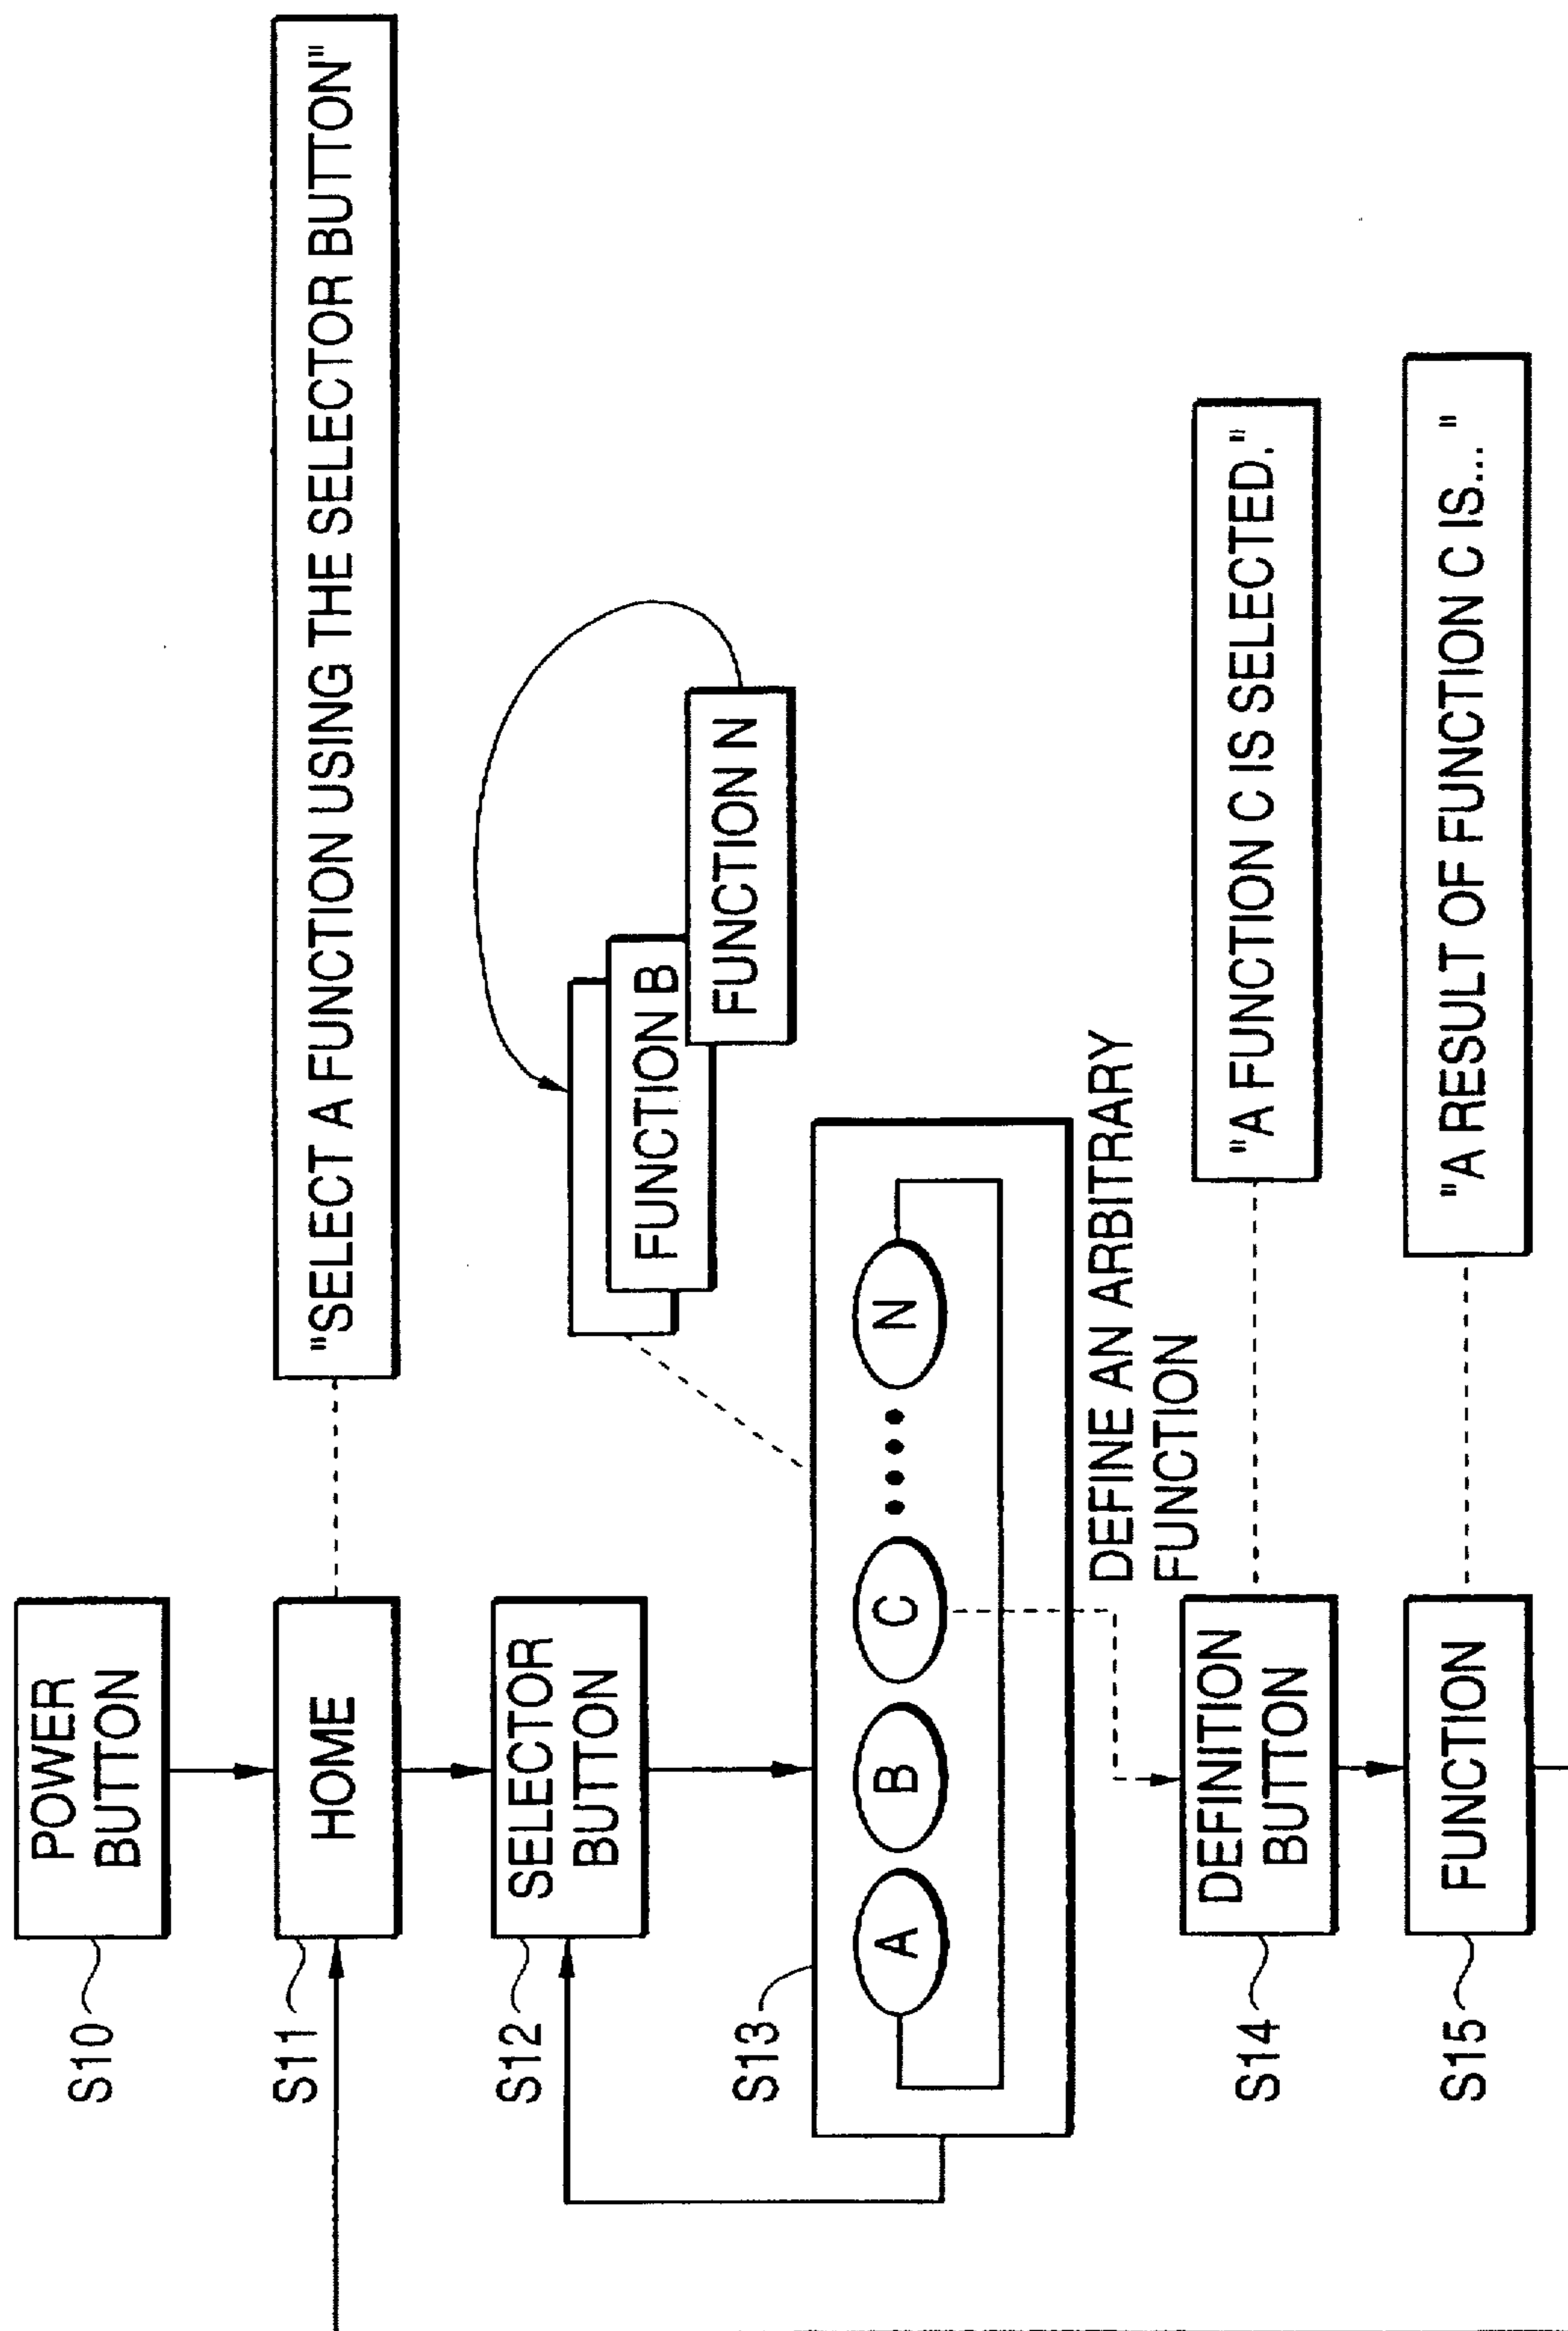 S10
POWER
BUTTON
S11
HOME
"SELECT A FUNCTION USING THE SELECTOR BUTTON"
S12
SELECTOR
BUTTON
FUNCTION B
FUNCTION N
S13
A
B
C
N
DEFINE AN ARBITRARY
FUNCTION
S14
DEFINITION
BUTTON
"A FUNCTION C IS SELECTED."
S15
FUNCTION
"A RESULT OF FUNCTION C IS..."